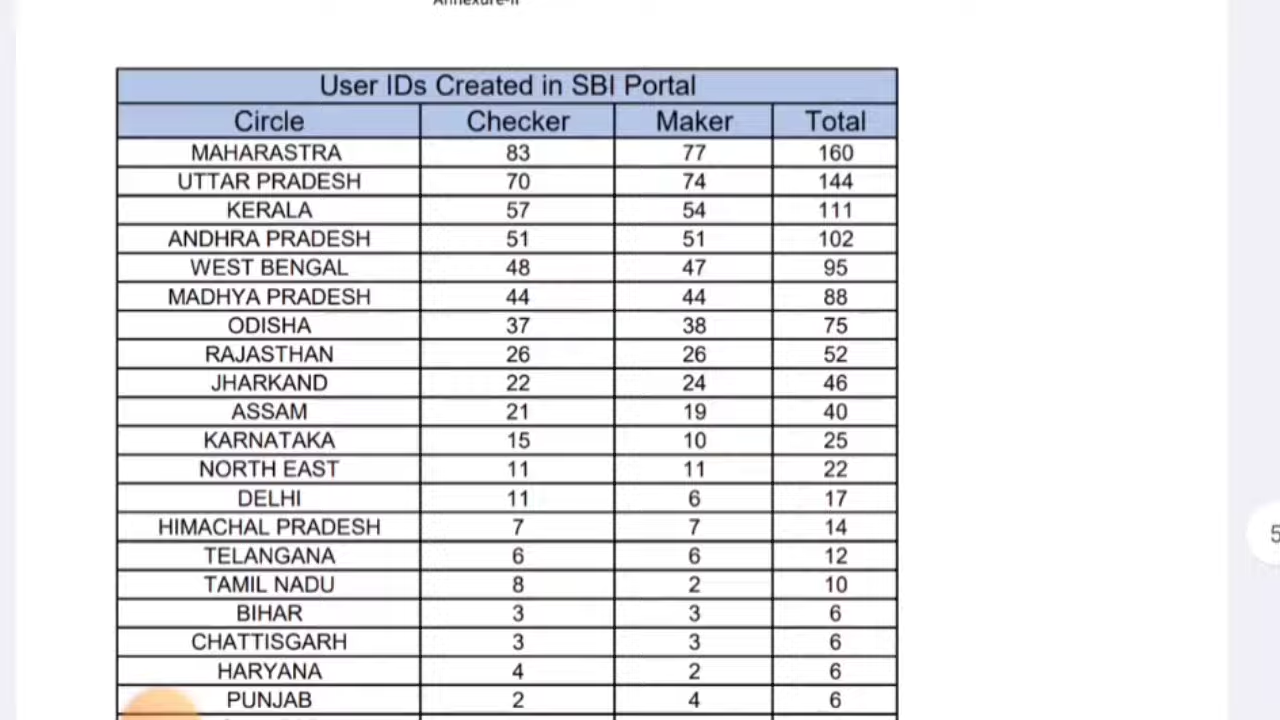 Annexure-II
User IDs Created in SBI Portal
Circle Checker Maker Total
MAHARASTRA 83 77 160
UTTAR PRADESH 70 74 144
KERALA 57 54 111
ANDHRA PRADESH 51 51 102
WEST BENGAL 48 47 95
MADHYA PRADESH 44 44 88
ODISHA 37 38 75
RAJASTHAN 26 26 52
JHARKAND 22 24 46
ASSAM 21 19 40
KARNATAKA 15 10 25
NORTH EAST 11 11 22
DELHI 11 6 17
HIMACHAL PRADESH 7 7 14
TELANGANA 6 6 12
TAMIL NADU 8 2 10
BIHAR 3 3 6
CHATTISGARH 3 3 6
HARYANA 4 2 6
PUNJAB 2 4 6
5